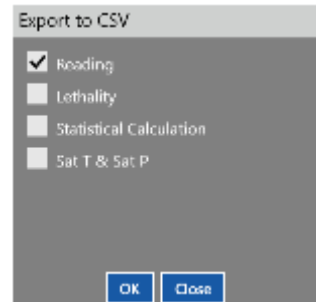 Export to CSV
Reading
Lethality
Statistical Calculation
Sat T & Sat P
OK Close